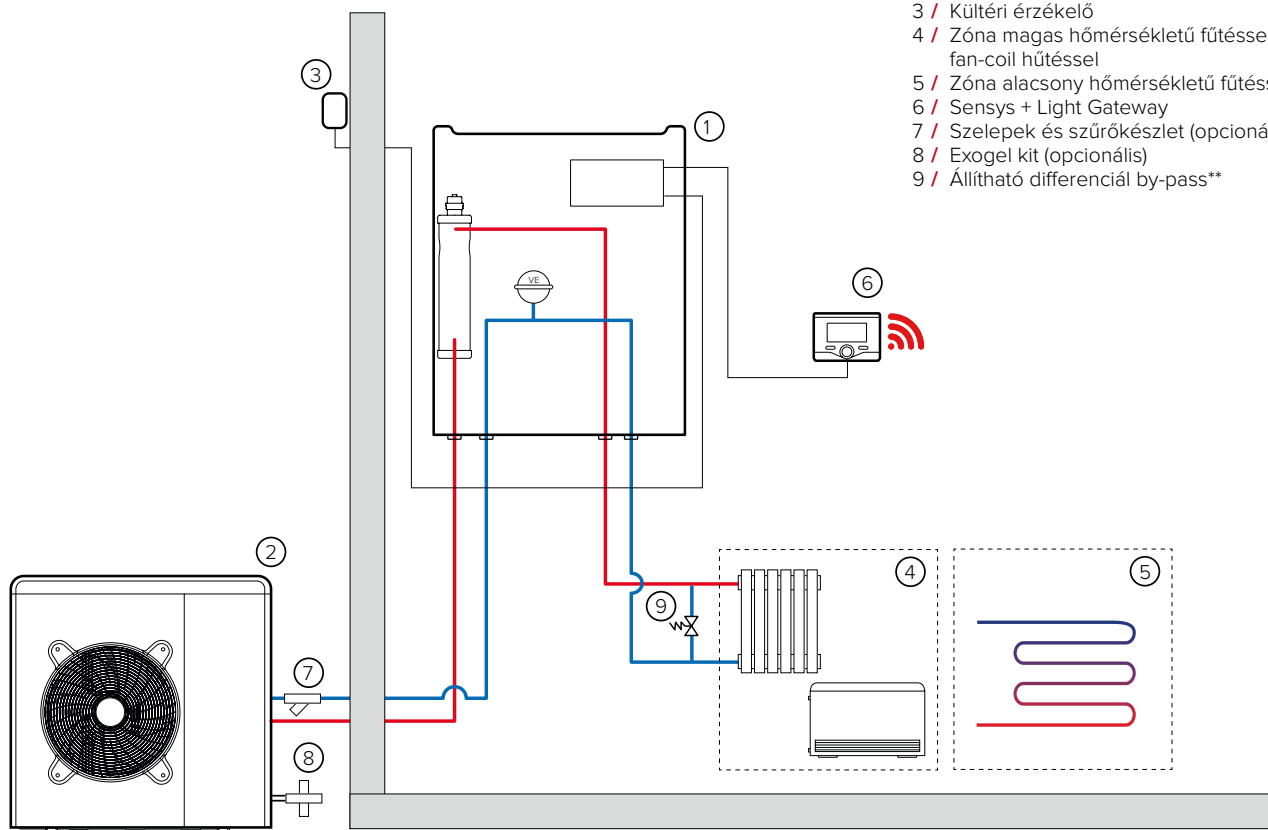 3 / Kültéri érzékelő
4 / Zóna magas hőmérsékletű fűtésse
fan-coil hűtéssel
5 / Zóna alacsony hőmérsékletű fűtéss
6 / Sensys + Light Gateway
7 / Szelepek és szűrőkészlet (opcioná
8 / Exogel kit (opcionális)
9 / Állítható differenciál by-pass**
3
1
VE
6
2
4
5
9
7
8